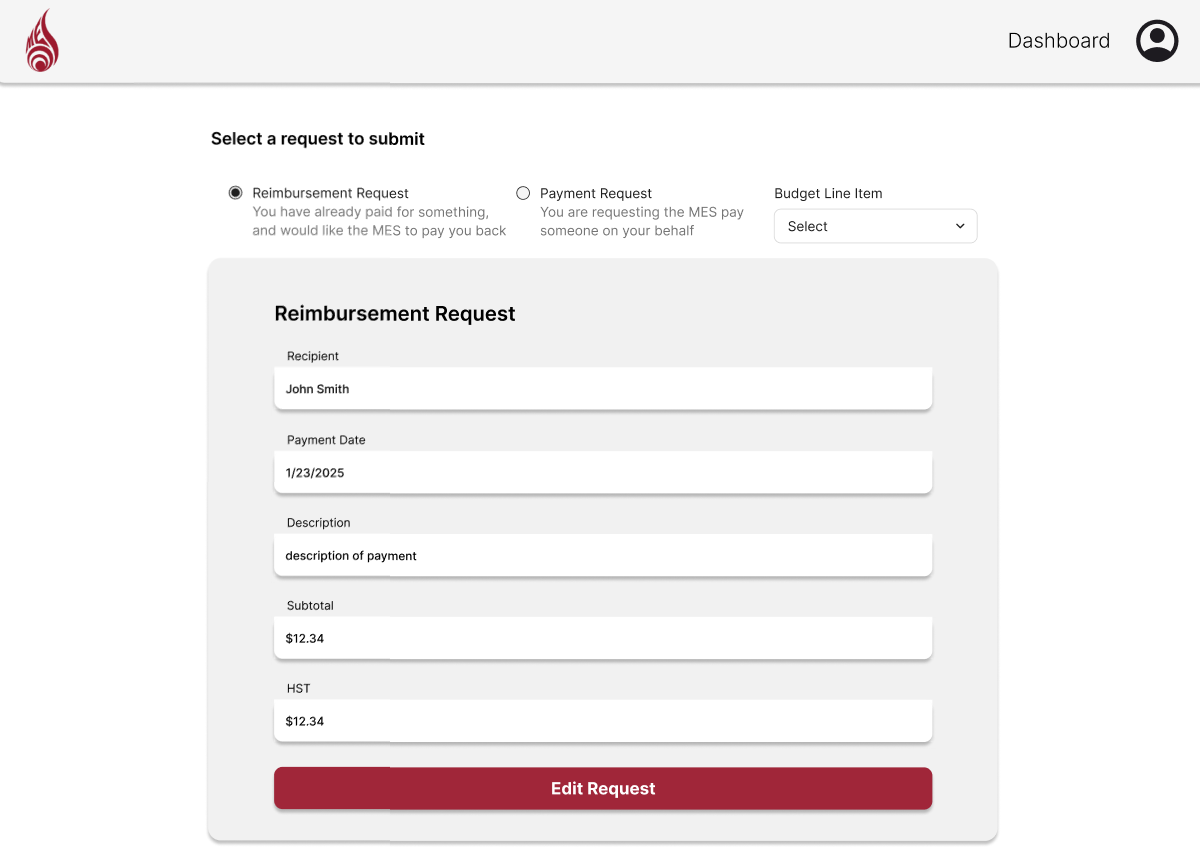 Dashboard
Select a request to submit
Reimbursement Request
You have already paid for something,
and would like the MES to pay you back
Payment Request
You are requesting the MES pay
someone on your behalf
Budget Line Item
Select
Reimbursement Request
Recipient
John Smith
Payment Date
1/23/2025
Description
description of payment
Subtotal
$12.34
HST
$12.34
Edit Request